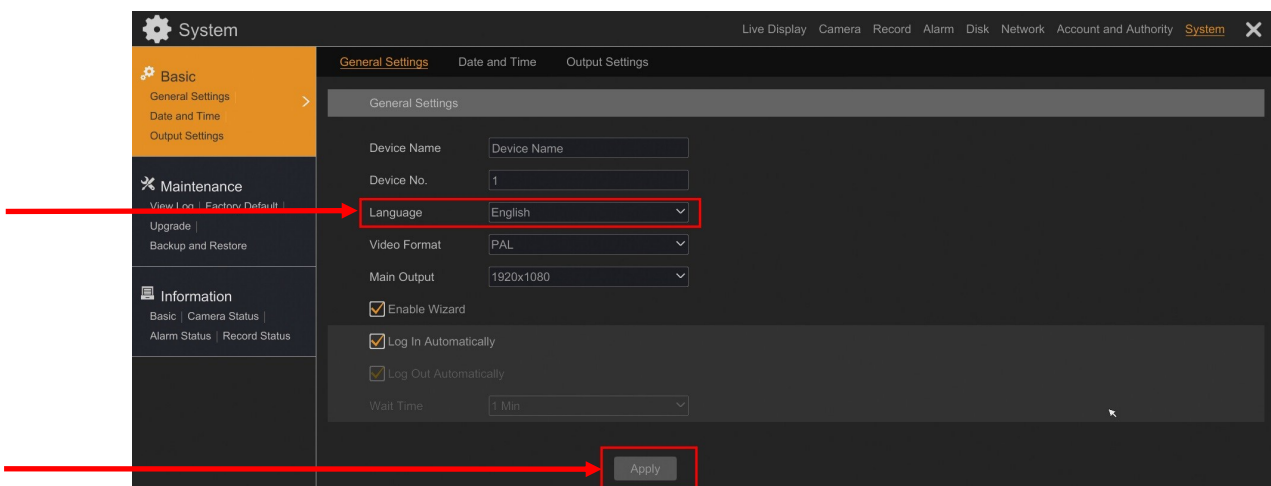 System
Live Display Camera Record Alarm Disk Network Account and Authority System
Basic
General Settings |
Date and Time |
Output Settings
Maintenance
View Log | Factory Default |
Upgrade |
Backup and Restore
Information
Basic | Camera Status |
Alarm Status | Record Status
General Settings Date and Time Output Settings
General Settings
Device Name Device Name
Device No. 1
Language English
Video Format PAL
Main Output 1920x1080
Enable Wizard
Log In Automatically
Log Out Automatically
Wait Time 1 Min
Apply